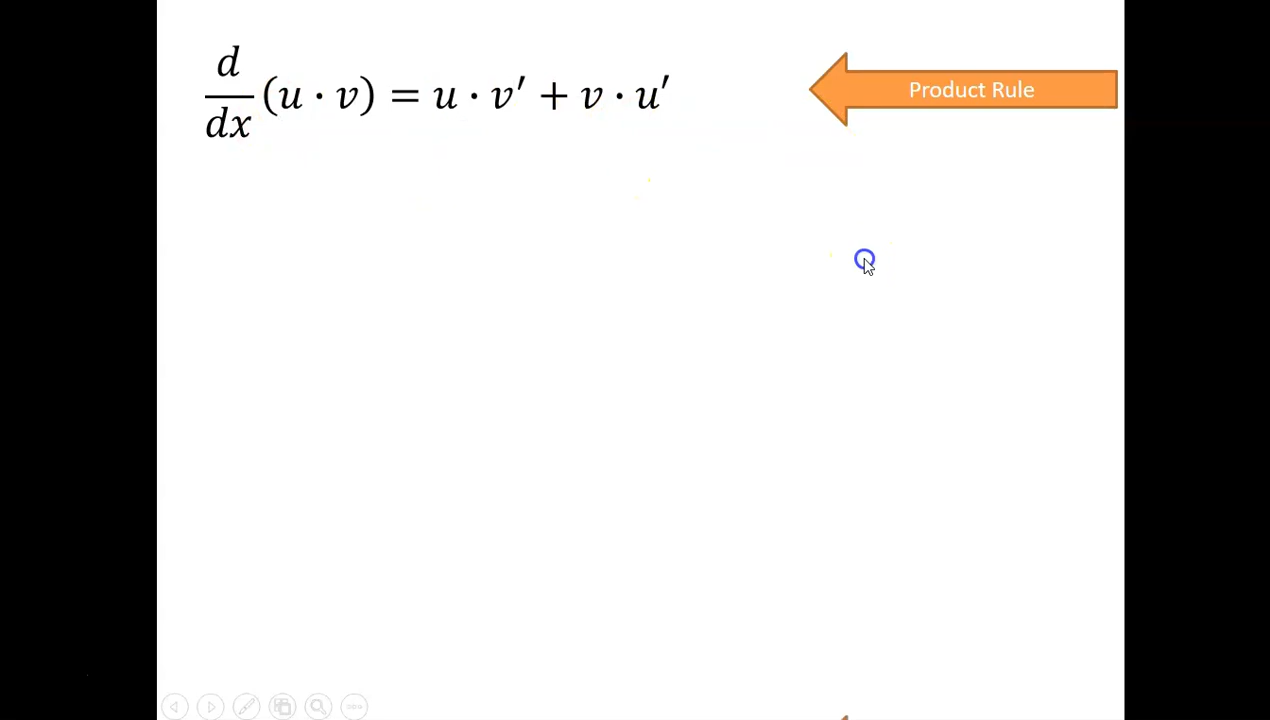 d/dx (u · v) = u · v′ + v · u′
Product Rule